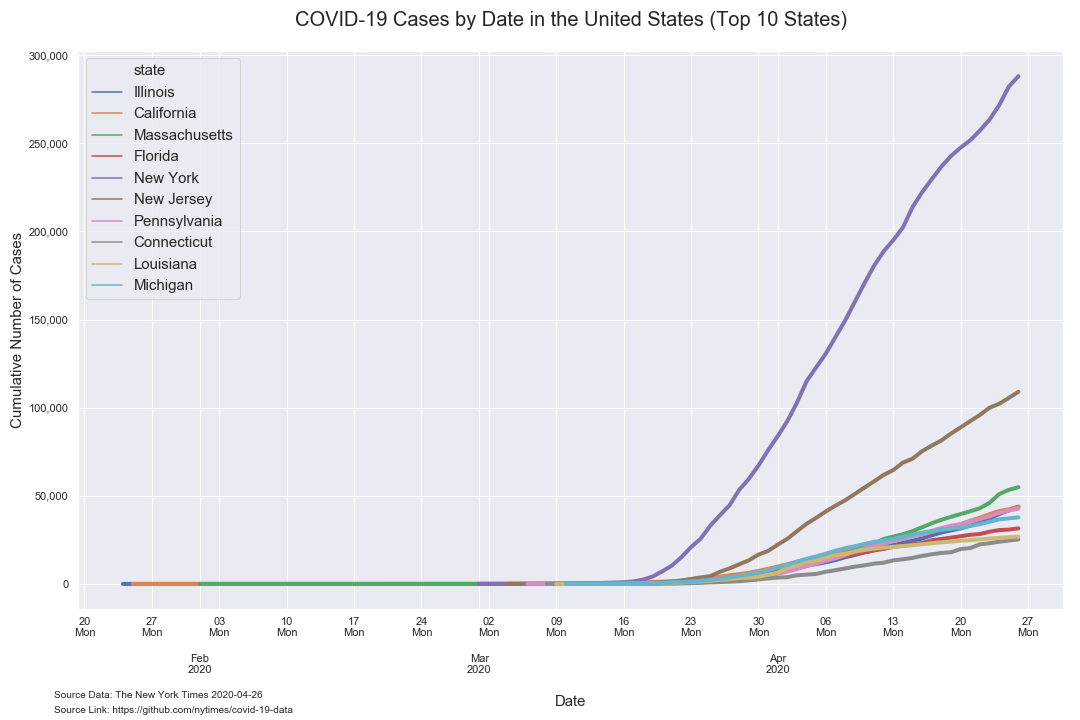 COVID-19 Cases by Date in the United States (Top 10 States)
300,000
250,000
200,000
150,000
100,000
50,000
0
Cumulative Number of Cases
state
Illinois
California
Massachusetts
Florida
New York
New Jersey
Pennsylvania
Connecticut
Louisiana
Michigan
20 27 03 10 17 24 02 09 16 23 30 06 13 20 27
Mon Mon Mon Mon Mon Mon Mon Mon Mon Mon Mon Mon Mon Mon Mon
Feb Mar Apr
2020 2020 2020
Date
Source Data: The New York Times 2020-04-26
Source Link: https://github.com/nytimes/covid-19-data